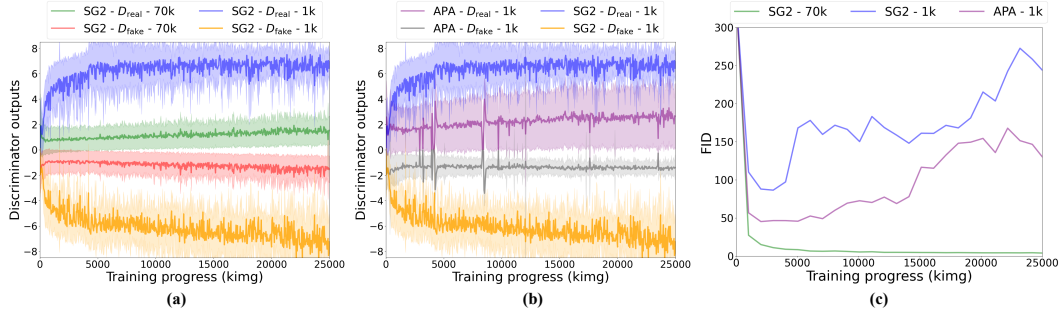 SG2 - D_real - 70k
SG2 - D_real - 1k
SG2 - D_fake - 70k
SG2 - D_fake - 1k
Discriminator outputs
8
6
4
2
0
−2
−4
−6
−8
0 5000 10000 15000 20000 25000
Training progress (kimg)
(a)
APA - D_real - 1k
SG2 - D_real - 1k
APA - D_fake - 1k
SG2 - D_fake - 1k
Discriminator outputs
8
6
4
2
0
−2
−4
−6
−8
0 5000 10000 15000 20000 25000
Training progress (kimg)
(b)
SG2 - 70k SG2 - 1k APA - 1k
FID
300
250
200
150
100
50
0
0 5000 10000 15000 20000 25000
Training progress (kimg)
(c)